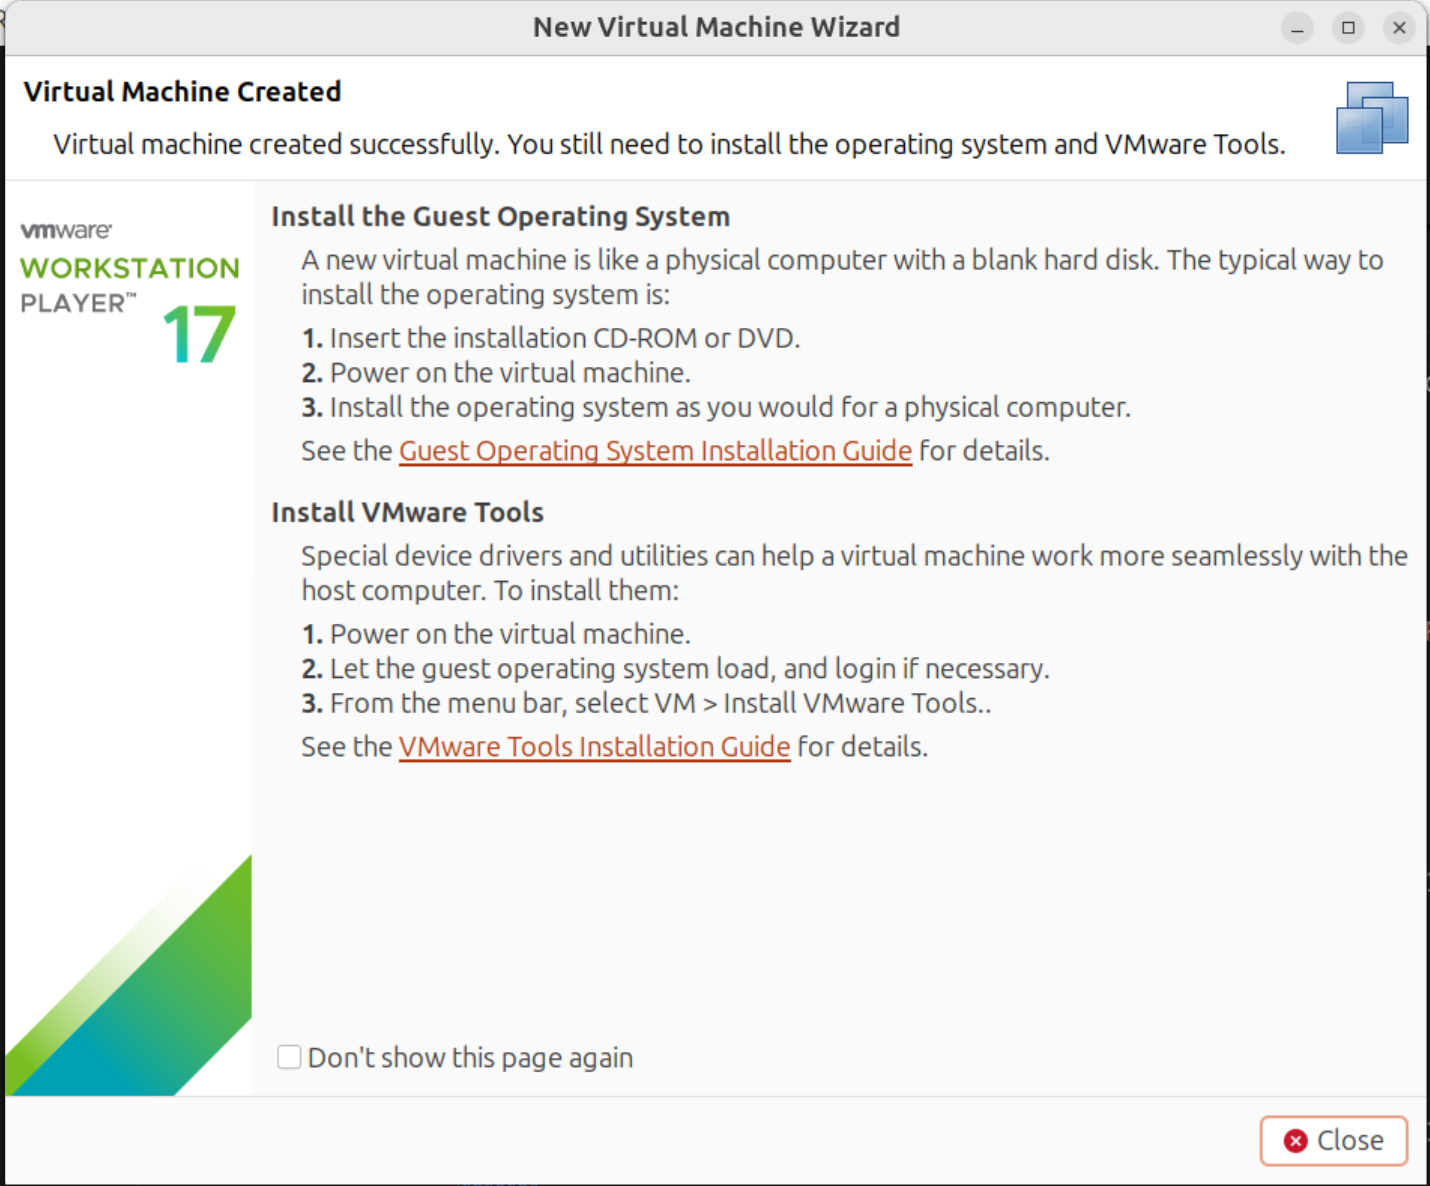 New Virtual Machine Wizard
Virtual Machine Created
Virtual machine created successfully. You still need to install the operating system and VMware Tools.
vmware
WORKSTATION
PLAYER™
17
Install the Guest Operating System
A new virtual machine is like a physical computer with a blank hard disk. The typical way to
install the operating system is:
1. Insert the installation CD-ROM or DVD.
2. Power on the virtual machine.
3. Install the operating system as you would for a physical computer.
See the Guest Operating System Installation Guide for details.
Install VMware Tools
Special device drivers and utilities can help a virtual machine work more seamlessly with the
host computer. To install them:
1. Power on the virtual machine.
2. Let the guest operating system load, and login if necessary.
3. From the menu bar, select VM > Install VMware Tools..
See the VMware Tools Installation Guide for details.
Don't show this page again
Close